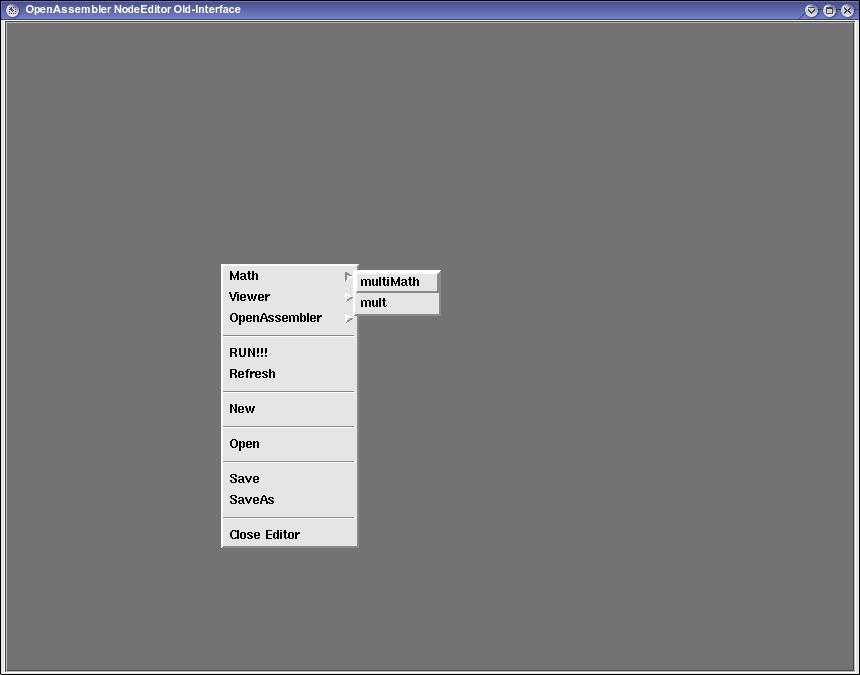 OpenAssembler NodeEditor Old-Interface
Math
Viewer
OpenAssembler
RUN!!!
Refresh
New
Open
Save
SaveAs
Close Editor
multiMath
mult